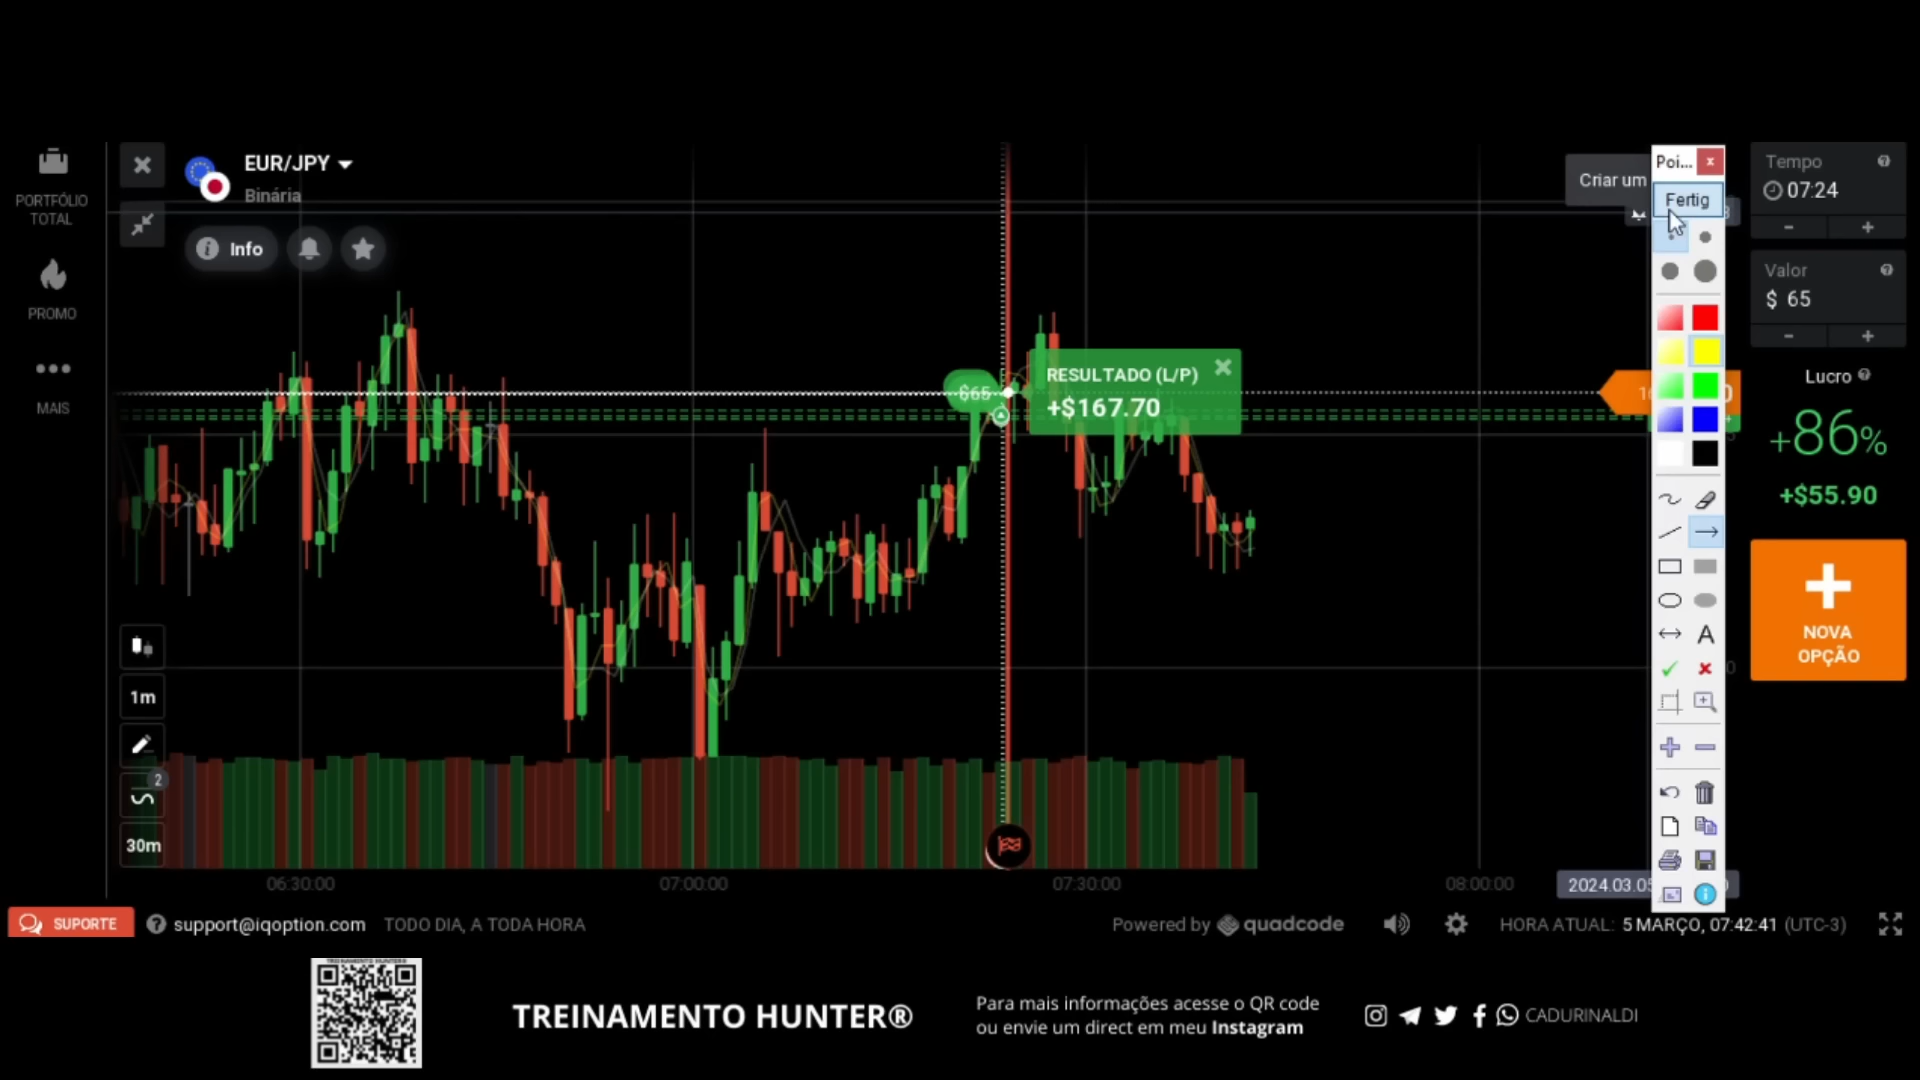 PORTFÓLIO
TOTAL
PROMO
MAIS
EUR/JPY
Binária
Info
Criar um
Poi...
Fertig
Tempo
07:24
Valor
$ 65
Lucro
+86%
+$55.90
NOVA
OPÇÃO
$65
RESULTADO (L/P)
+$167.70
A
1m
2
30m
06:30:00
07:00:00
07:30:00
08:00:00
SUPORTE
support@iqoption.com
TODO DIA, A TODA HORA
Powered by quadcode
HORA ATUAL: 5 MARÇO, 07:42:41 (UTC-3)
TREINAMENTO HUNTER®
Para mais informações acesse o QR code
ou envie um direct em meu Instagram
CADURINALDI